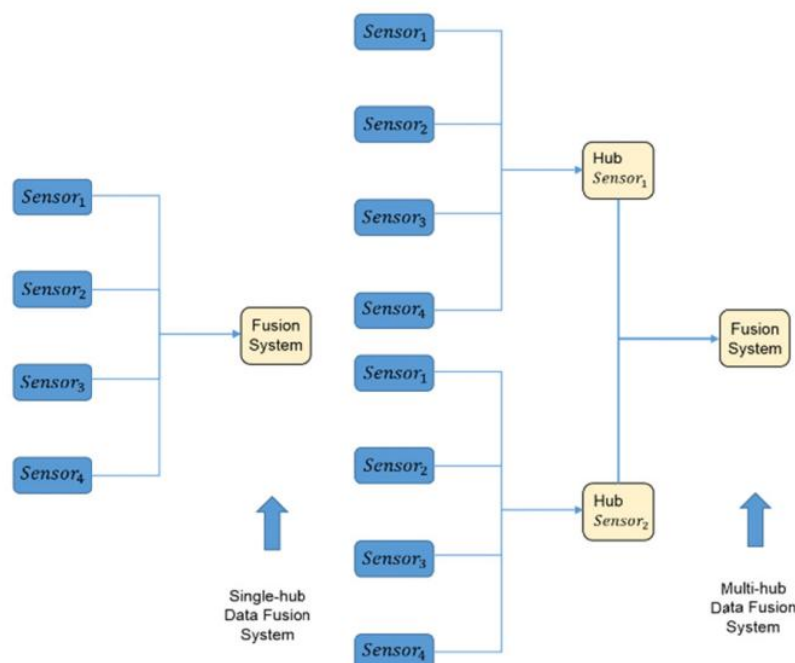 Sensor₁
Sensor₂
Sensor₃
Sensor₄
Fusion
System
Single-hub
Data Fusion
System
Sensor₁
Sensor₂
Sensor₃
Sensor₄
Hub
Sensor₁
Sensor₁
Sensor₂
Sensor₃
Sensor₄
Hub
Sensor₂
Fusion
System
Multi-hub
Data Fusion
System